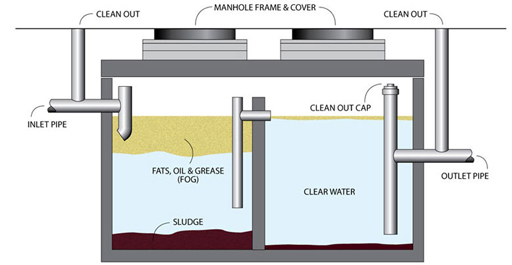 CLEAN OUT
MANHOLE FRAME & COVER
CLEAN OUT
INLET PIPE
CLEAN OUT CAP
FATS, OIL & GREASE
(FOG)
OUTLET PIPE
CLEAR WATER
SLUDGE